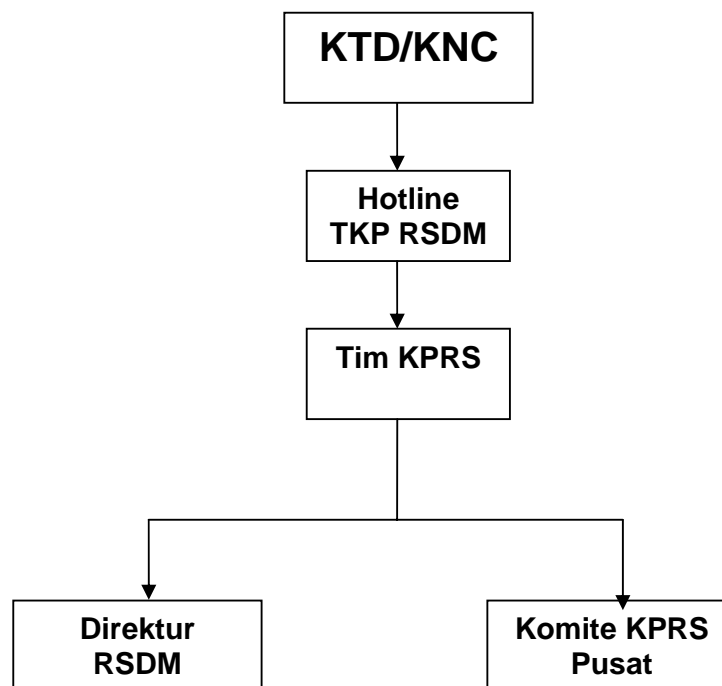 KTD/KNC
Hotline
TKP RSDM
Tim KPRS
Direktur
RSDM
Komite KPRS
Pusat